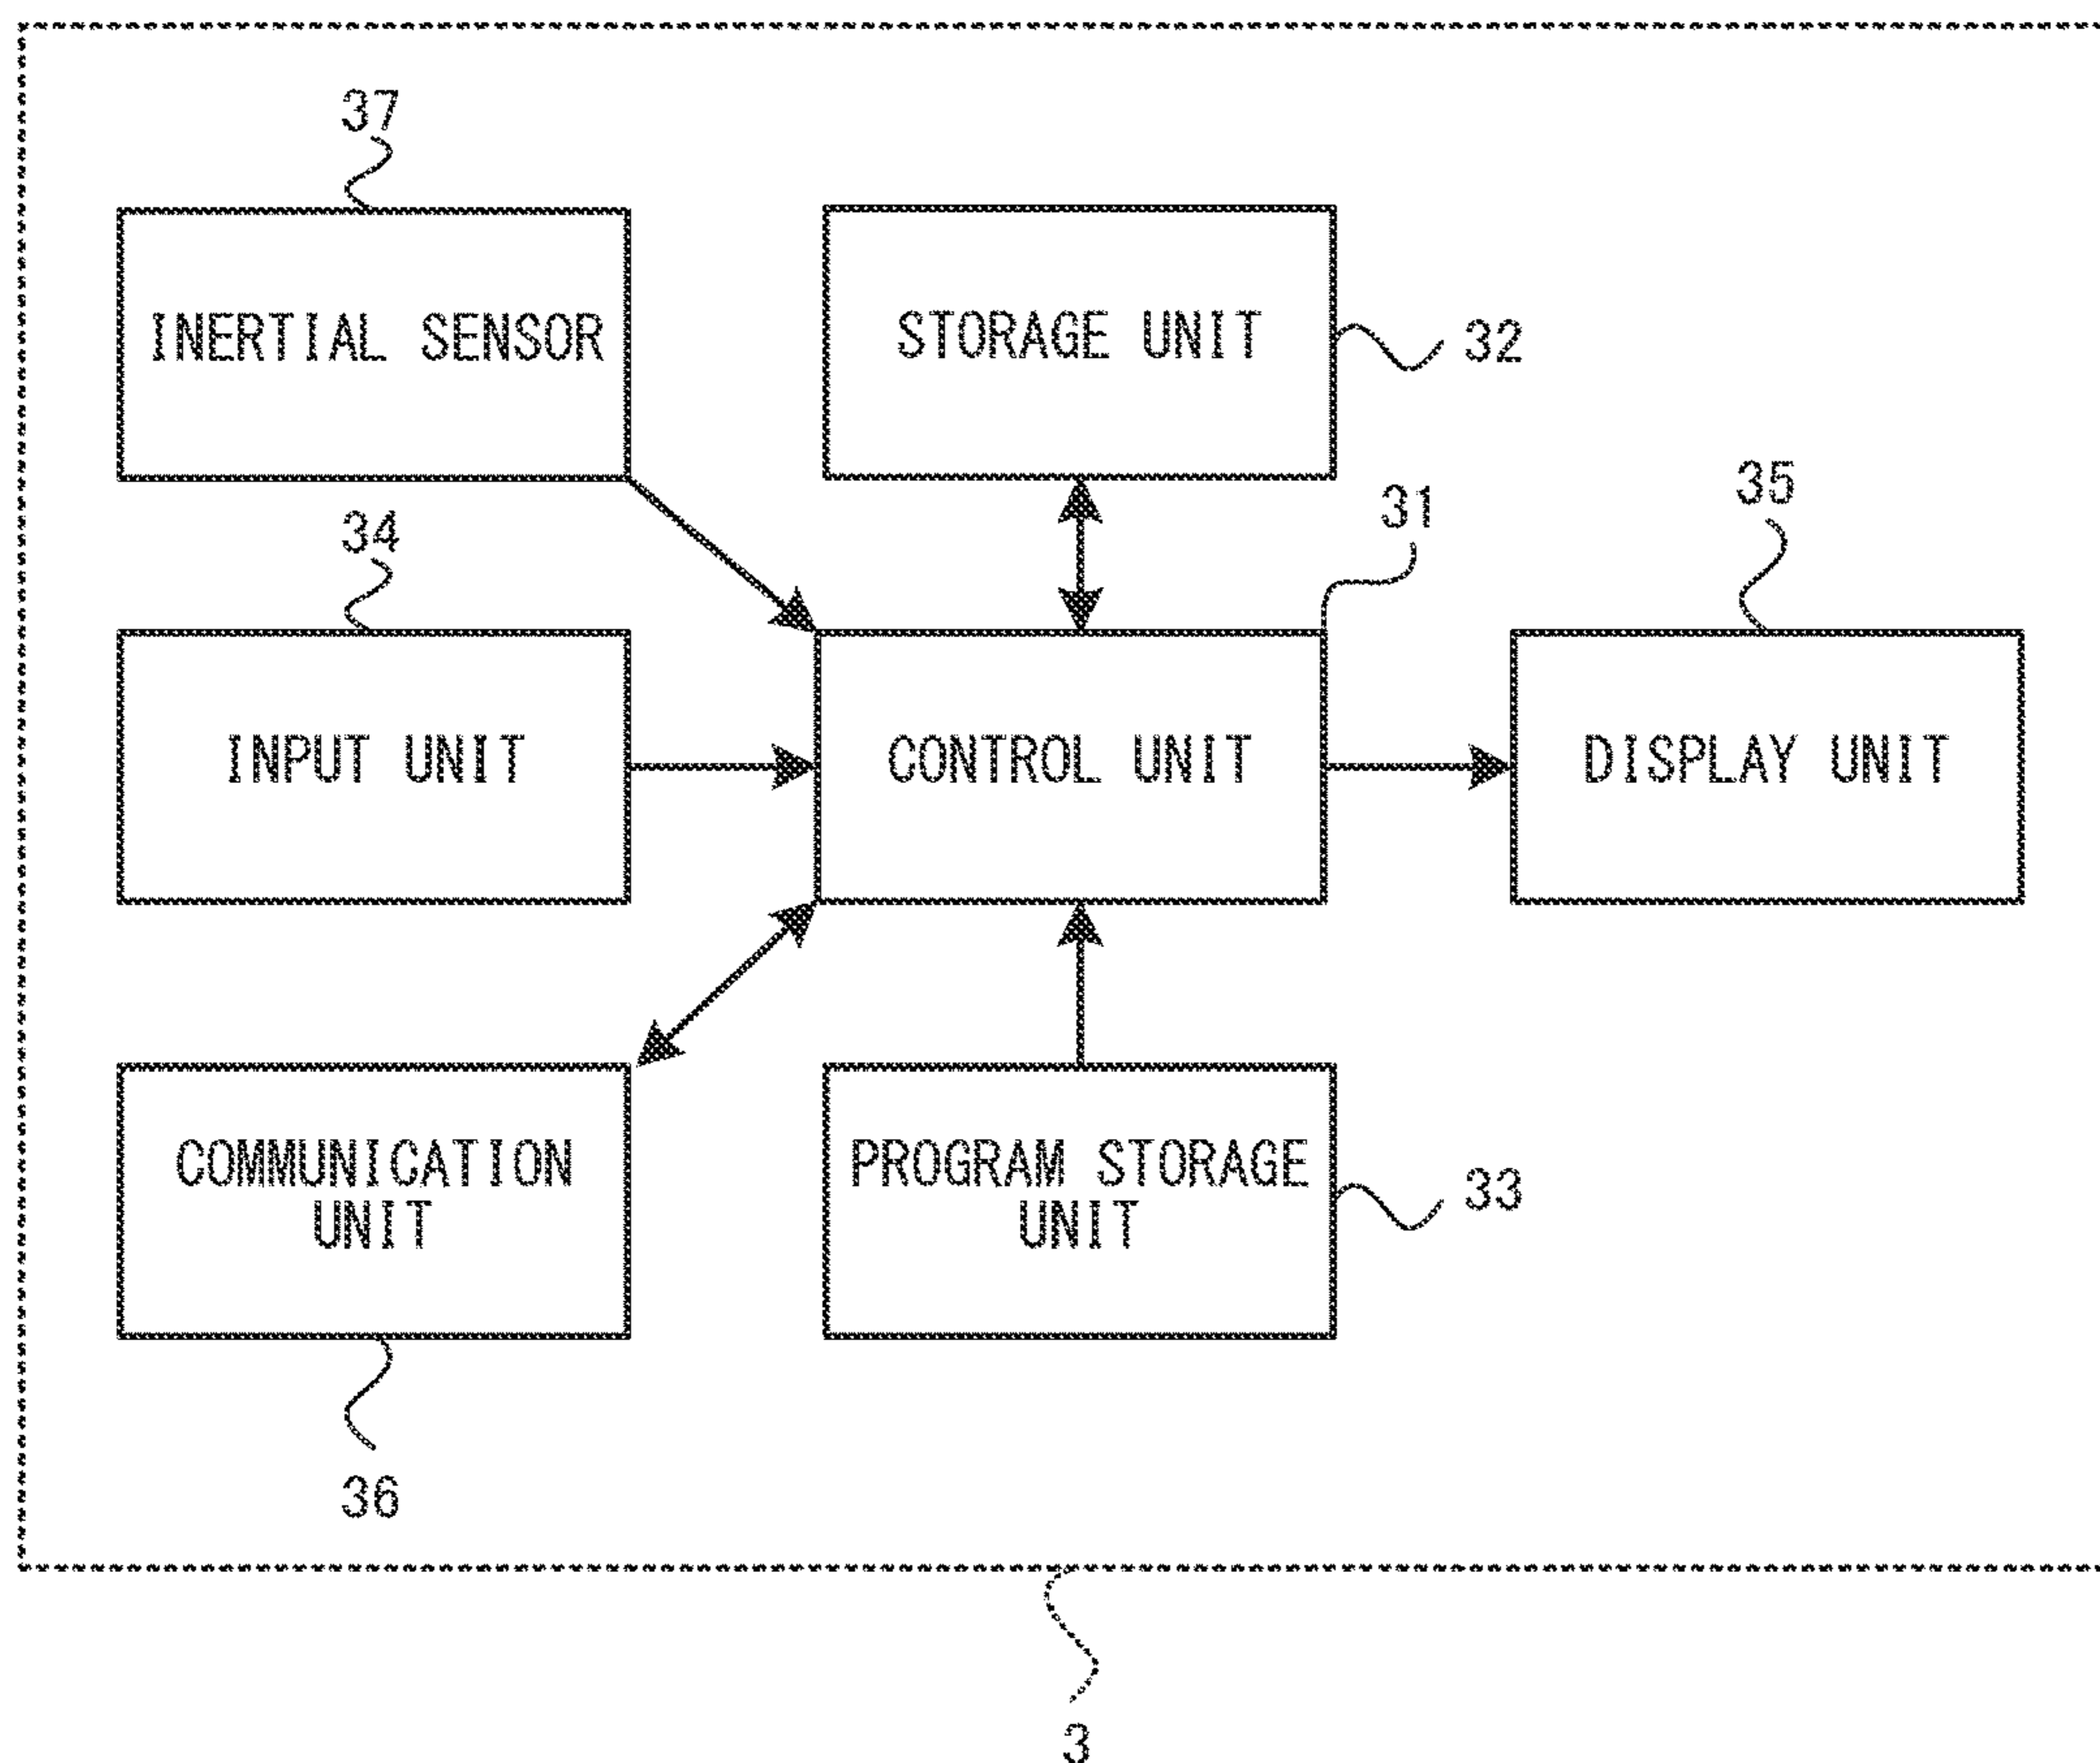 37
INERTIAL SENSOR
STORAGE UNIT
32
34
31
35
INPUT UNIT
CONTROL UNIT
DISPLAY UNIT
COMMUNICATION
UNIT
PROGRAM STORAGE
UNIT
33
36
3